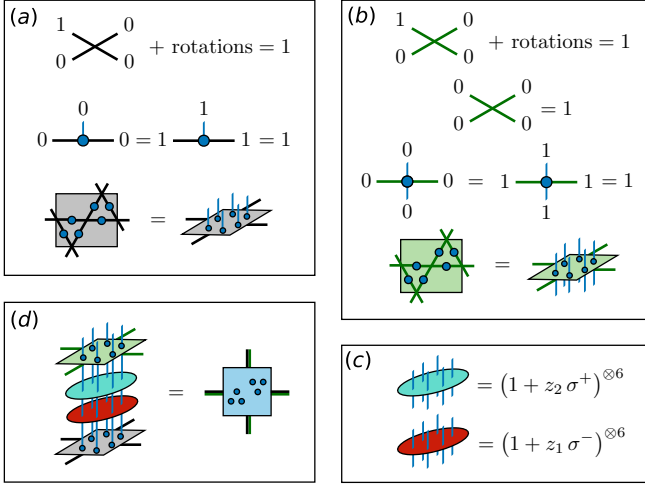 (a)
1 0
0 0 + rotations = 1
0 1
0 0 = 1 1 = 1
=
(b)
1 0
0 0 + rotations = 1
0 0
0 0 = 1
0 1
0 0 = 1 1 = 1
0 1
=
(d)
=
(c)
= (1 + z₂ σ⁺)^⊗6
= (1 + z₁ σ⁻)^⊗6